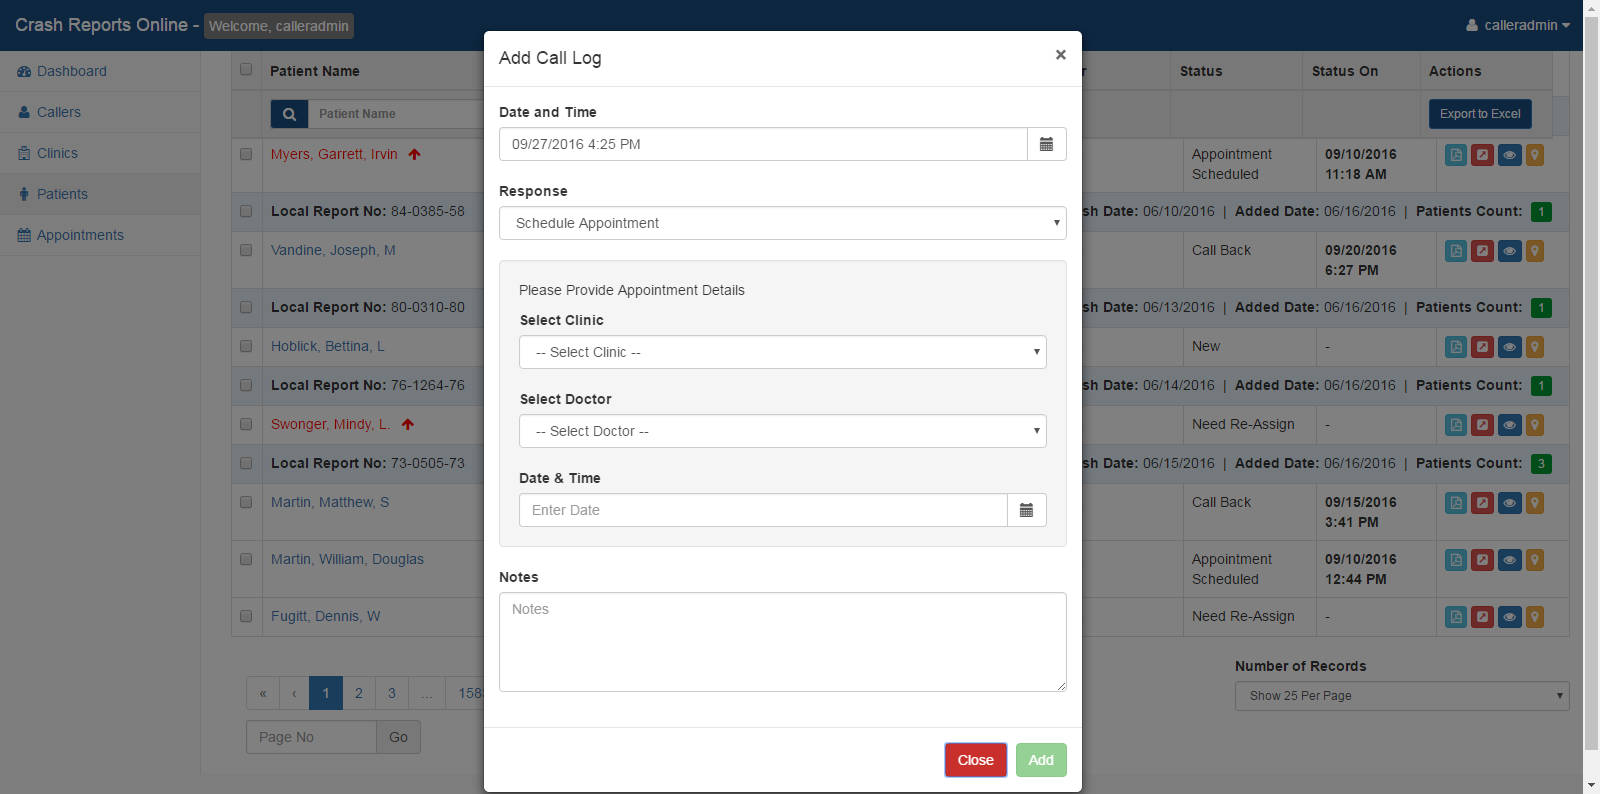 Crash Reports Online - Welcome, calleradmin
calleradmin
Dashboard
Callers
Clinics
Patients
Appointments
Patient Name
Status
Status On
Actions
Patient Name
Export to Excel
Myers, Garrett, Irvin
Appointment Scheduled
09/10/2016 11:18 AM
Local Report No: 84-0385-58
sh Date: 06/10/2016 | Added Date: 06/16/2016 | Patients Count: 1
Vandine, Joseph, M
Call Back
09/20/2016 6:27 PM
Local Report No: 80-0310-80
sh Date: 06/13/2016 | Added Date: 06/16/2016 | Patients Count: 1
Hoblick, Bettina, L
New
-
Local Report No: 76-1264-76
sh Date: 06/14/2016 | Added Date: 06/16/2016 | Patients Count: 1
Swonger, Mindy, L.
Need Re-Assign
-
Local Report No: 73-0505-73
sh Date: 06/15/2016 | Added Date: 06/16/2016 | Patients Count: 3
Martin, Matthew, S
Call Back
09/15/2016 3:41 PM
Martin, William, Douglas
Appointment Scheduled
09/10/2016 12:44 PM
Fugitt, Dennis, W
Need Re-Assign
-
« ‹ 1 2 3 ... 158
Page No
Go
Number of Records
Show 25 Per Page
Add Call Log
×
Date and Time
09/27/2016 4:25 PM
Response
Schedule Appointment
Please Provide Appointment Details
Select Clinic
-- Select Clinic --
Select Doctor
-- Select Doctor --
Date & Time
Enter Date
Notes
Notes
Close
Add